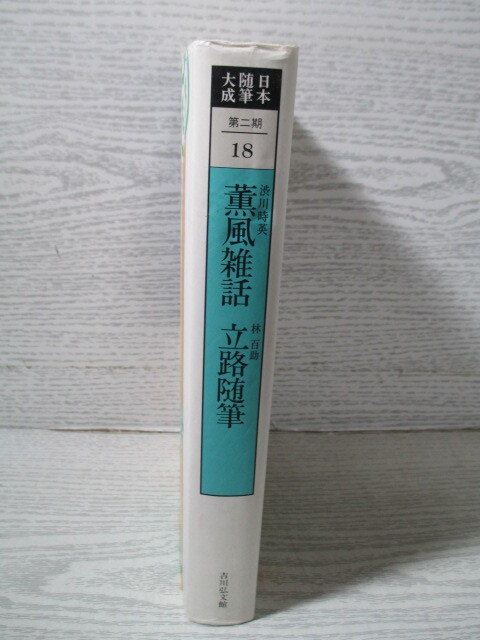 日本
随筆
大成
第二期
18
渋川時英
薫風雑話
林百助
立路随筆
吉川弘文館